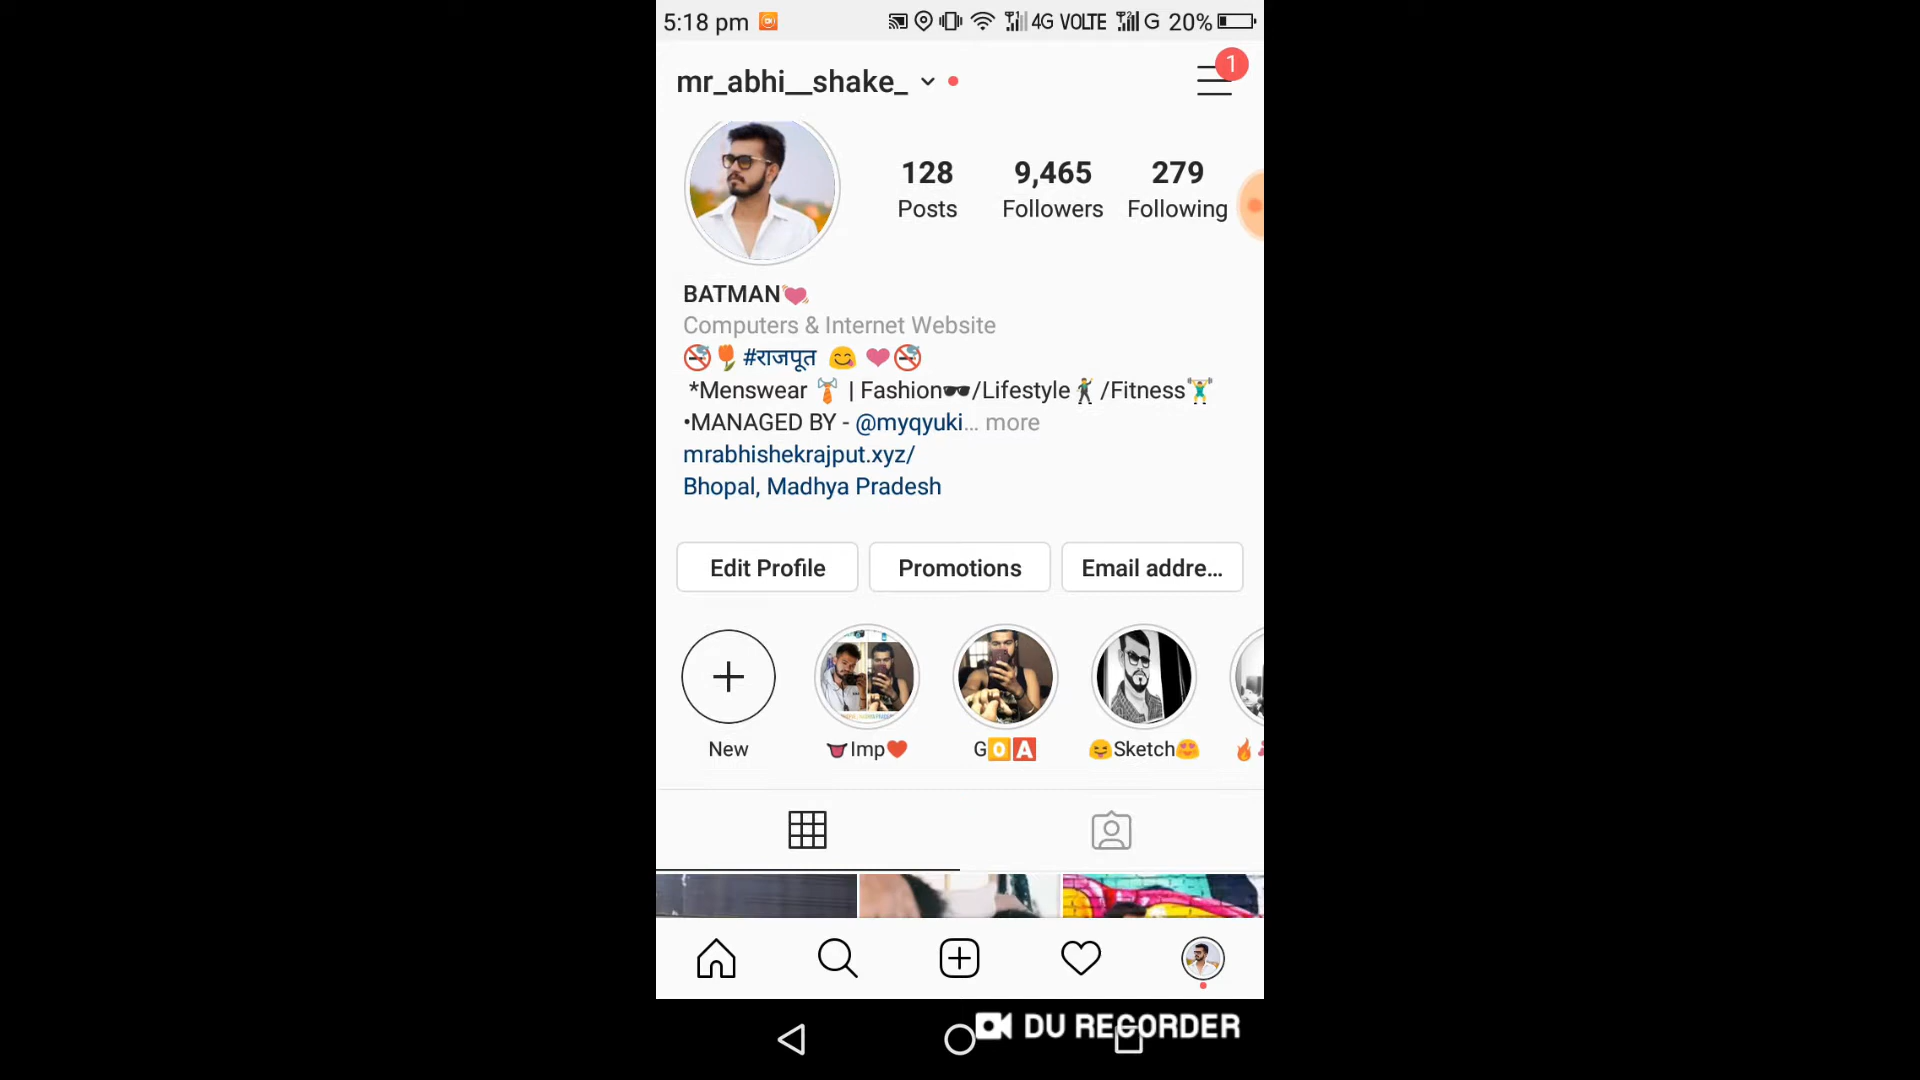 5:18 pm 4G VOLTE G 20%
mr_abhi__shake_
1
128 9,465 279
Posts Followers Following
BATMAN💓
Computers & Internet Website
🚭🌷#राजपूत 😋 ❤🚭
*Menswear 👔 | Fashion🕶/Lifestyle🚶/Fitness🏋
•MANAGED BY - @myqyuki... more
mrabhishekrajput.xyz/
Bhopal, Madhya Pradesh
Edit Profile Promotions Email addre...
New 👅Imp❤ G🅾🅰 😝Sketch😍 🔥
DU RECORDER